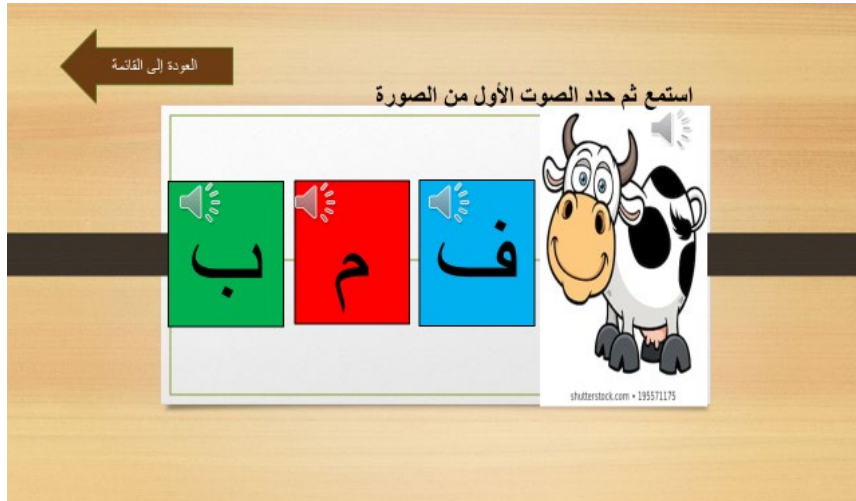 العودة إلى القائمة
استمع ثم حدد الصوت الأول من الصورة
ف
م
ب
shutterstock.com • 195571175